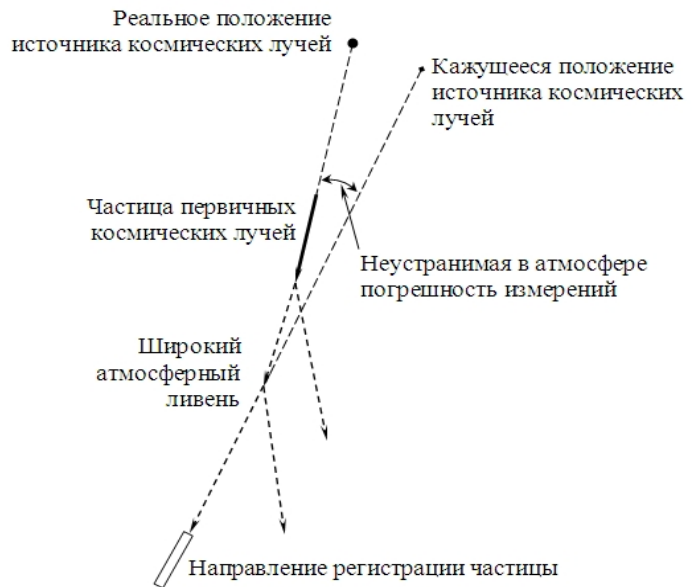 Реальное положение
источника космических лучей
Кажущееся положение
источника космических
лучей
Частица первичных
космических лучей
Неустранимая в атмосфере
погрешность измерений
Широкий
атмосферный
ливень
Направление регистрации частицы